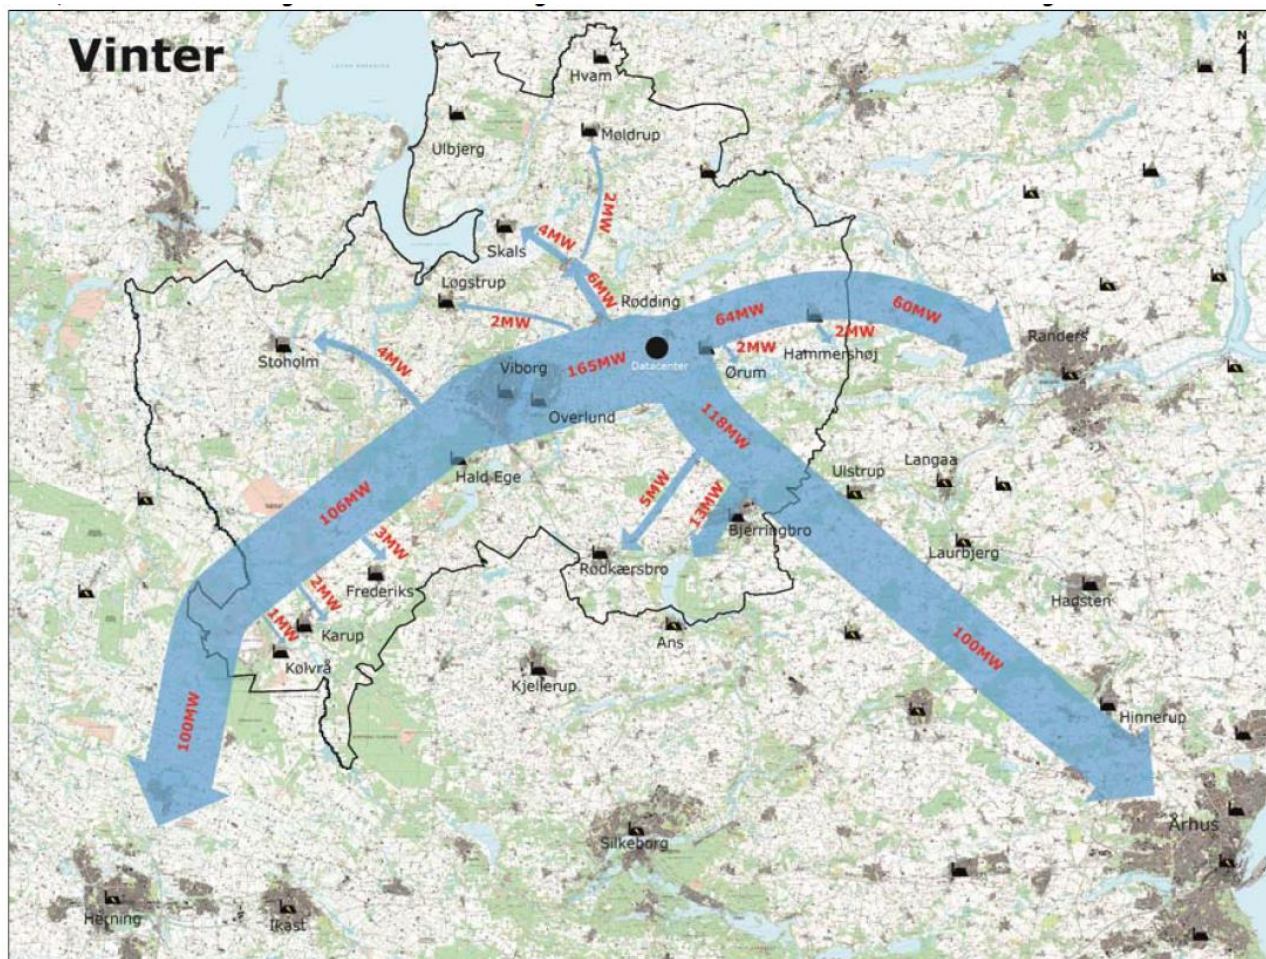 Vinter
N
Hvam
Ulbjerg
Møldrup
2MW
4MW
Skals
6MW
Løgstrup
Rødding
2MW
64MW
60MW
Randers
2MW
Hammershøj
2MW
Ørum
Stoholm
4MW
Viborg
165MW
Datacenter
Overlund
118MW
Hald Ege
Ulstrup
Langaa
106MW
5MW
13MW
Bjerringbro
3MW
Rødkærsbro
Laurbjerg
Frederiks
2MW
1MW
Karup
Kølvrå
Ans
Hadsten
100MW
Kjellerup
100MW
Hinnerup
Århus
Silkeborg
Herning
Ikast